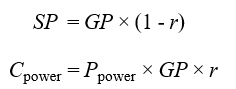 SP = GP × (1 - r)
C_power = P_power × GP × r